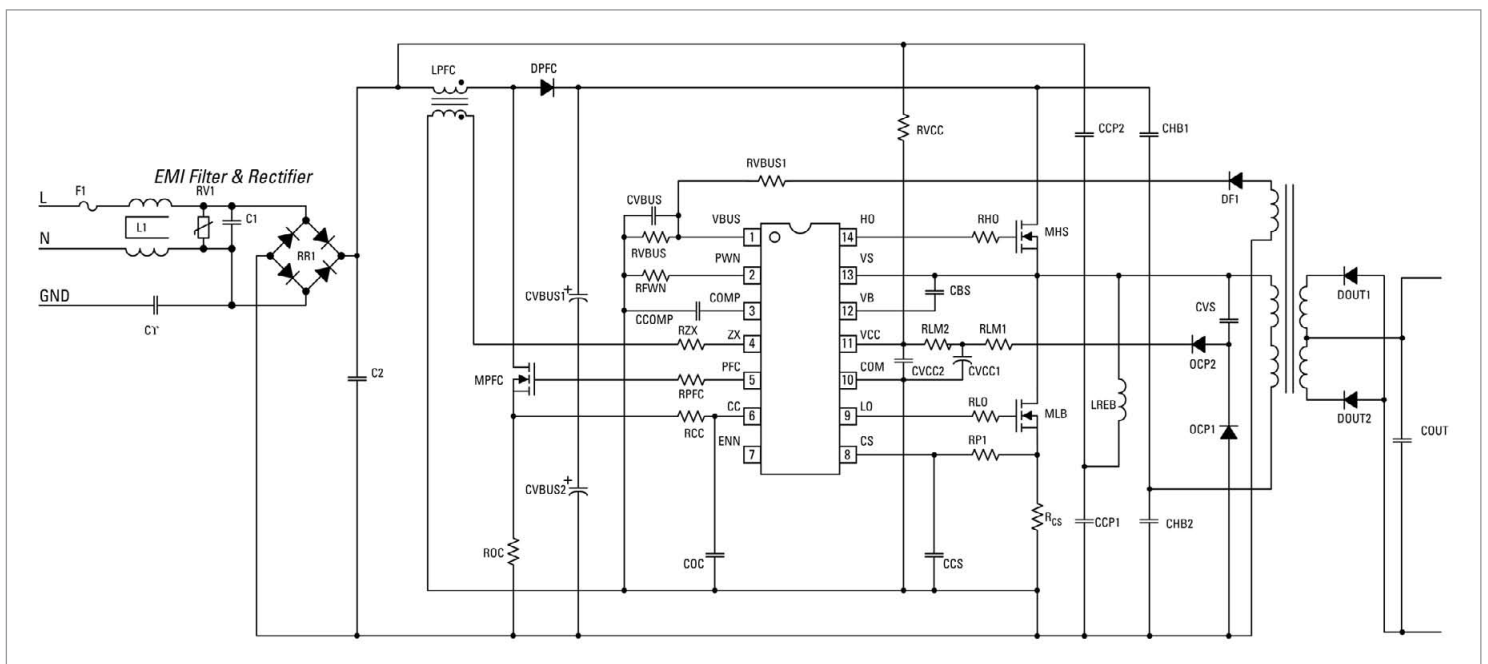 LPFC
DPFC
RVCC
CCP2
CHB1
EMI Filter & Rectifier
RVBUS1
L
F1
RV1
L1
C1
N
RR1
GND
CY
C2
DF1
CVBUS
VBUS
1
RVBUS
PWN
2
RFWN
COMP
3
CCOMP
ZX
4
RZX
PFC
5
RPFC
MPFC
CC
6
RCC
ENN
7
CVBUS1
+
CVBUS2
+
ROC
COC
HO
14
RHO
MHS
VS
13
CBS
VB
12
VCC
11
RLM2
RLM1
COM
10
CVCC2
CVCC1
LO
9
RLO
MLB
CS
8
RP1
RCS
CCS
LREB
CCP1
CHB2
CVS
OCP2
OCP1
DOUT1
DOUT2
COUT